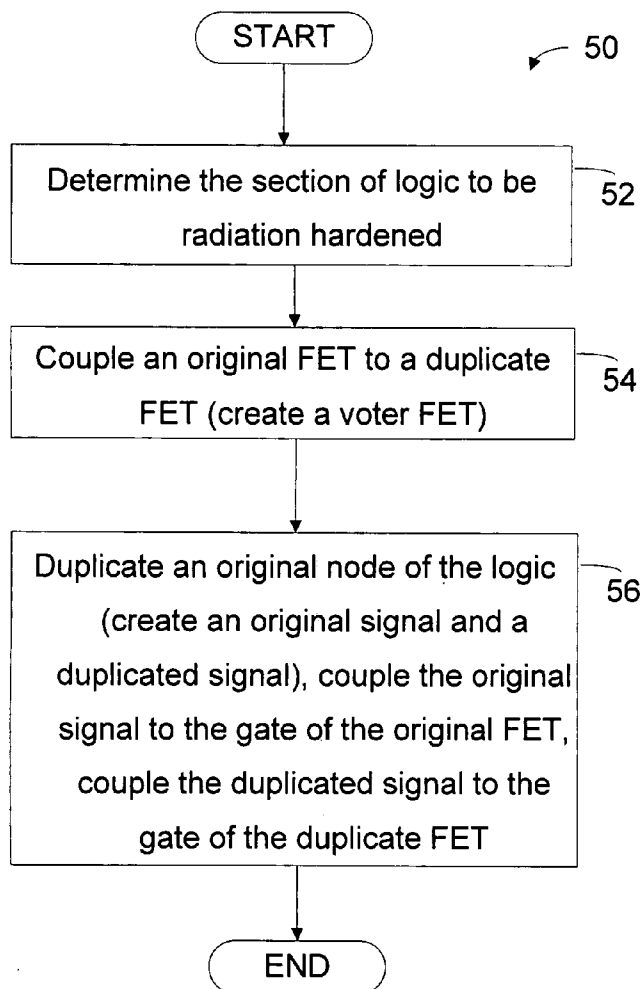 START
50
Determine the section of logic to be
radiation hardened
52
Couple an original FET to a duplicate
FET (create a voter FET)
54
Duplicate an original node of the logic
(create an original signal and a
duplicated signal), couple the original
signal to the gate of the original FET,
couple the duplicated signal to the
gate of the duplicate FET
56
END